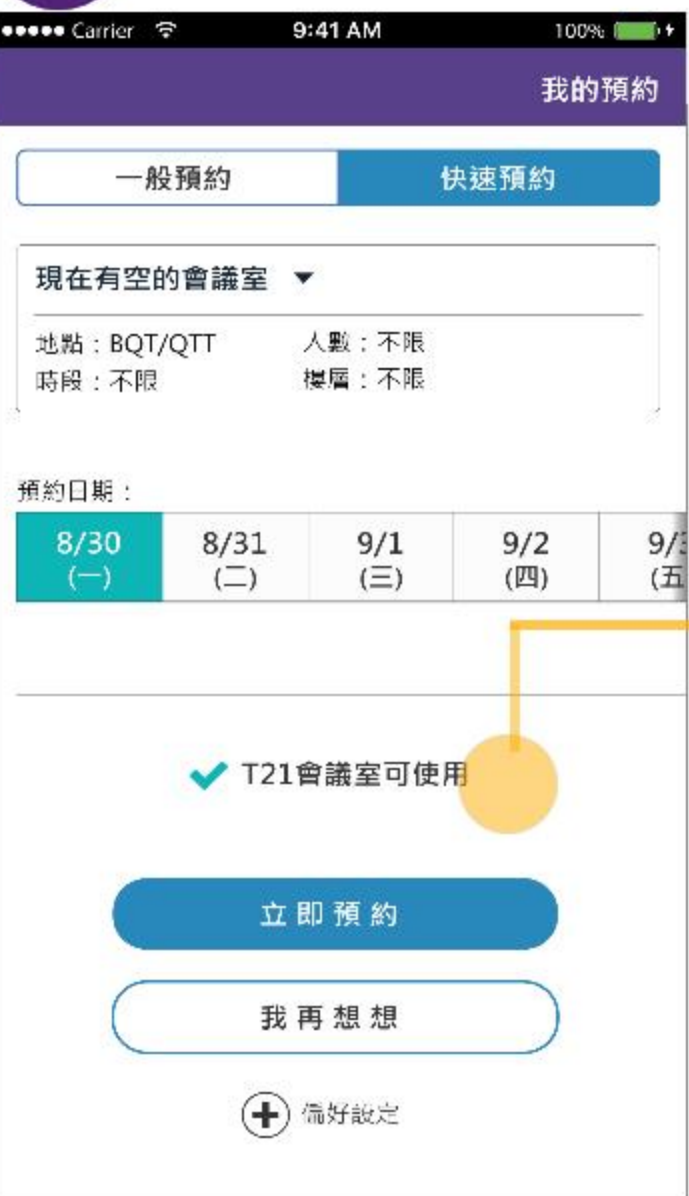 Carrier 9:41 AM 100%
我的預約
一般預約 快速預約
現在有空的會議室
地點：BQT/QTT 人數：不限
時段：不限 樓層：不限
預約日期：
8/30 8/31 9/1 9/2 9/3
(一) (二) (三) (四) (五
T21會議室可使用
立即預約
我再想想
偏好設定